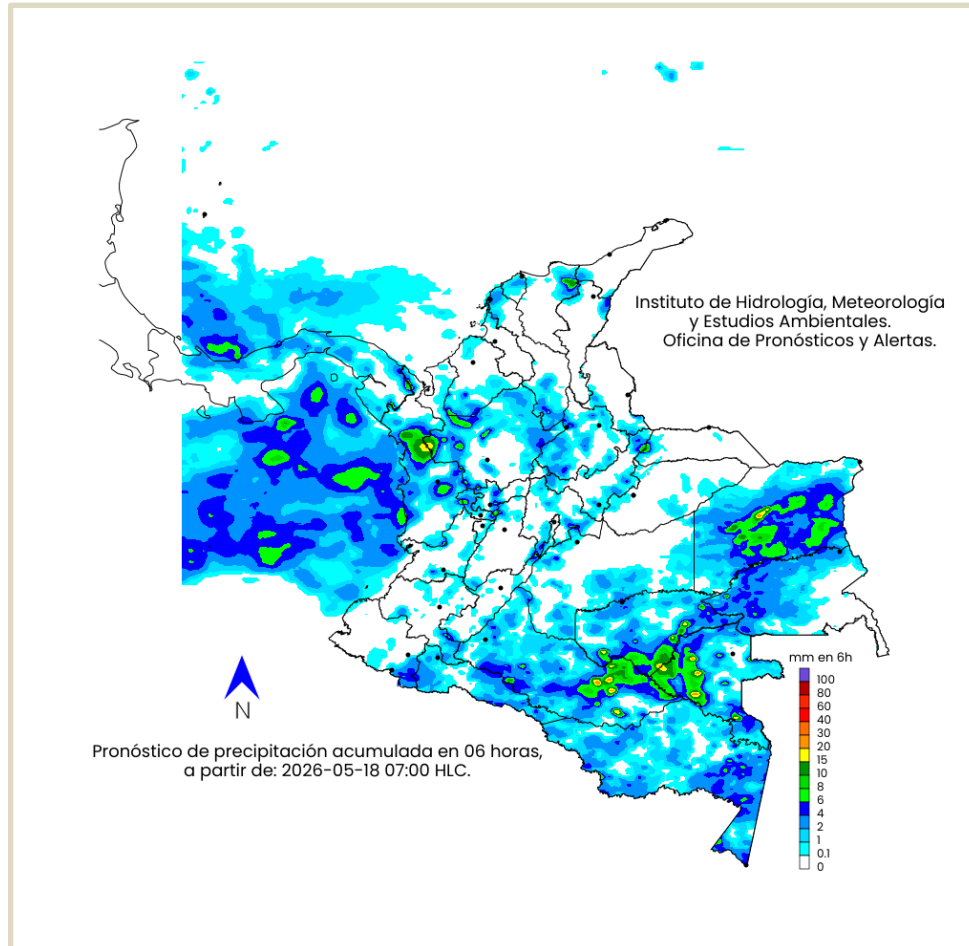 Instituto de Hidrología, Meteorología
y Estudios Ambientales.
Oficina de Pronósticos y Alertas.
D
N
Pronóstico de precipitación acumulada en 06 horas,
a partir de: 2026-05-18 07:00 HLC.
mm en 6h
100
80
60
40
30
20
15
10
8
6
4
2
1
0.1
0